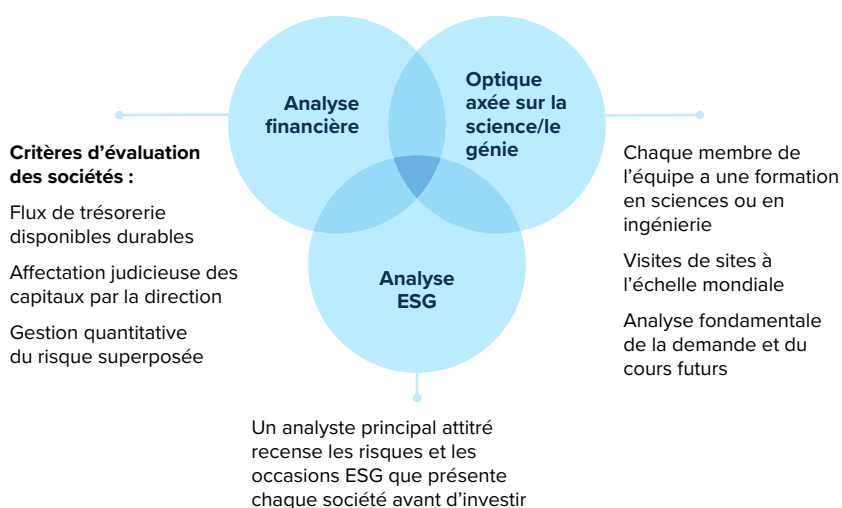 Analyse
financière
Optique
axée sur la
science/le
génie
Analyse
ESG
Critères d’évaluation
des sociétés :
Flux de trésorerie
disponibles durables
Affectation judicieuse des
capitaux par la direction
Gestion quantitative
du risque superposée
Chaque membre de
l’équipe a une formation
en sciences ou en
ingénierie
Visites de sites à
l’échelle mondiale
Analyse fondamentale
de la demande et du
cours futurs
Un analyste principal attitré
recense les risques et les
occasions ESG que présente
chaque société avant d’investir